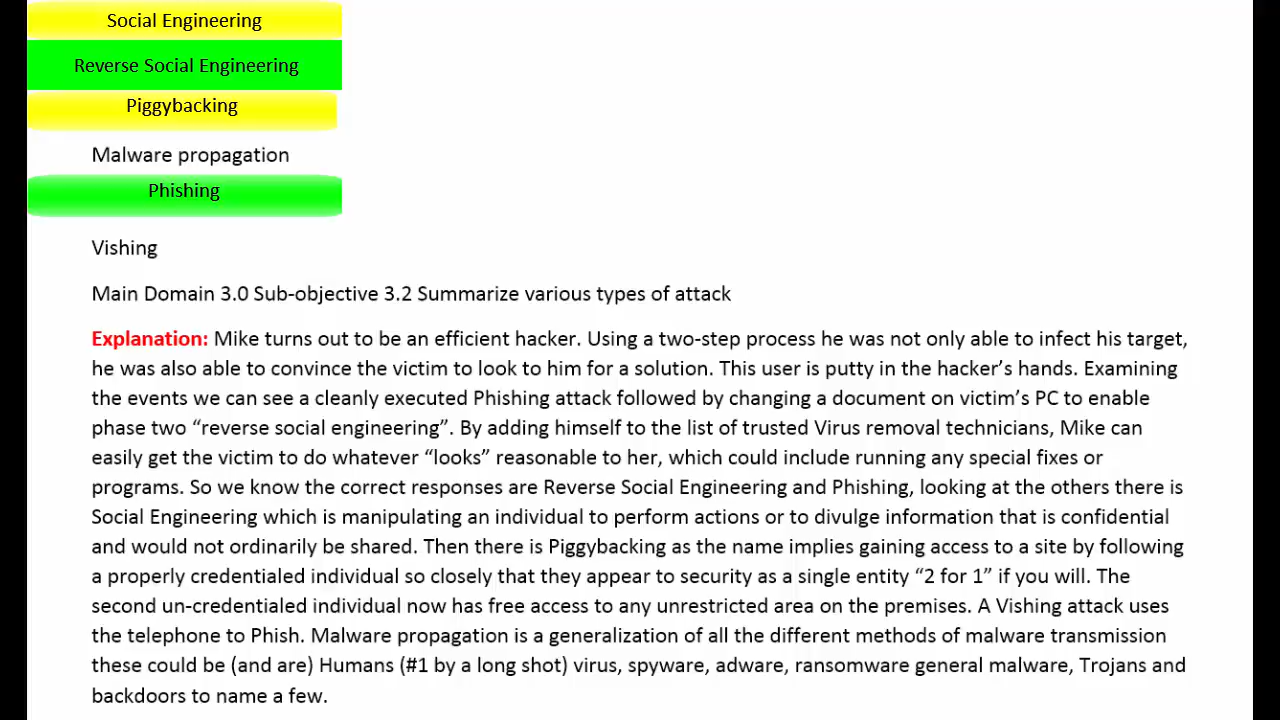 Social Engineering
Reverse Social Engineering
Piggybacking
Malware propagation
Phishing
Vishing
Main Domain 3.0 Sub-objective 3.2 Summarize various types of attack
Explanation: Mike turns out to be an efficient hacker. Using a two-step process he was not only able to infect his target,
he was also able to convince the victim to look to him for a solution. This user is putty in the hacker’s hands. Examining
the events we can see a cleanly executed Phishing attack followed by changing a document on victim’s PC to enable
phase two “reverse social engineering”. By adding himself to the list of trusted Virus removal technicians, Mike can
easily get the victim to do whatever “looks” reasonable to her, which could include running any special fixes or
programs. So we know the correct responses are Reverse Social Engineering and Phishing, looking at the others there is
Social Engineering which is manipulating an individual to perform actions or to divulge information that is confidential
and would not ordinarily be shared. Then there is Piggybacking as the name implies gaining access to a site by following
a properly credentialed individual so closely that they appear to security as a single entity “2 for 1” if you will. The
second un-credentialed individual now has free access to any unrestricted area on the premises. A Vishing attack uses
the telephone to Phish. Malware propagation is a generalization of all the different methods of malware transmission
these could be (and are) Humans (#1 by a long shot) virus, spyware, adware, ransomware general malware, Trojans and
backdoors to name a few.